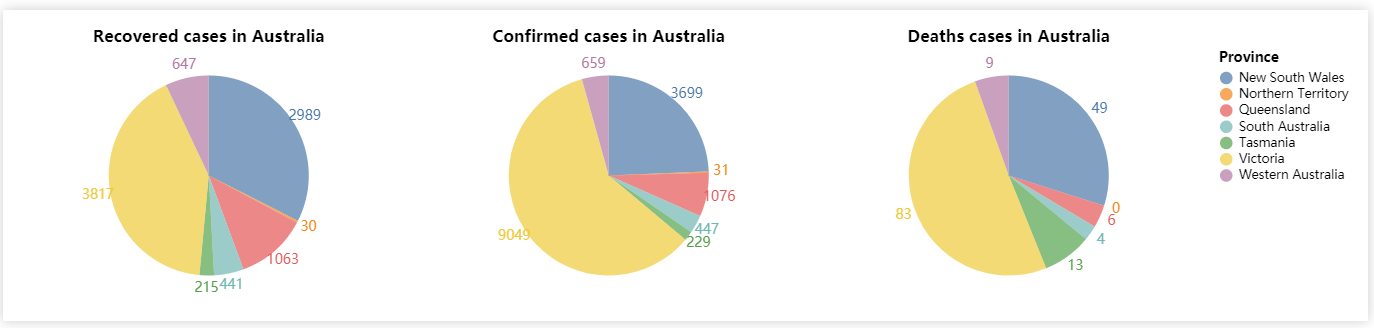 Recovered cases in Australia
647
2989
3817
30
1063
215
441
Confirmed cases in Australia
659
3699
31
1076
447
229
9049
Deaths cases in Australia
9
49
83
0
6
4
13
Province
New South Wales
Northern Territory
Queensland
South Australia
Tasmania
Victoria
Western Australia